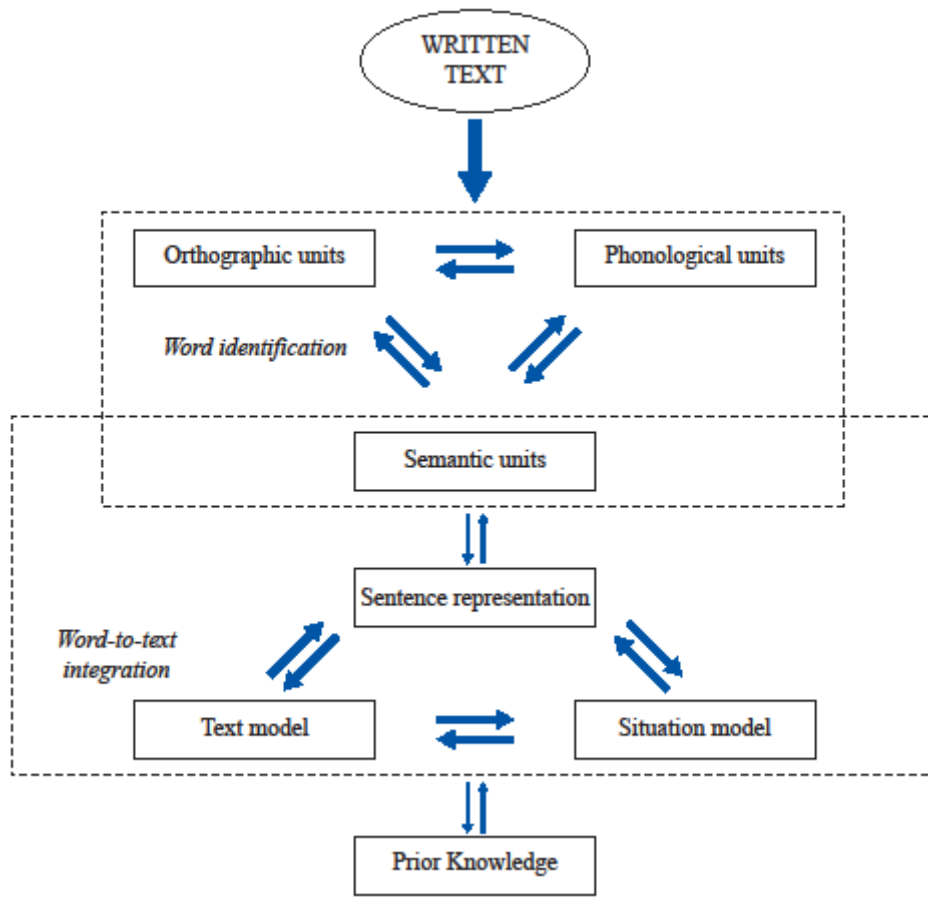 WRITTEN
TEXT
Orthographic units
Phonological units
Word identification
Semantic units
Sentence representation
Word-to-text
integration
Text model
Situation model
Prior Knowledge